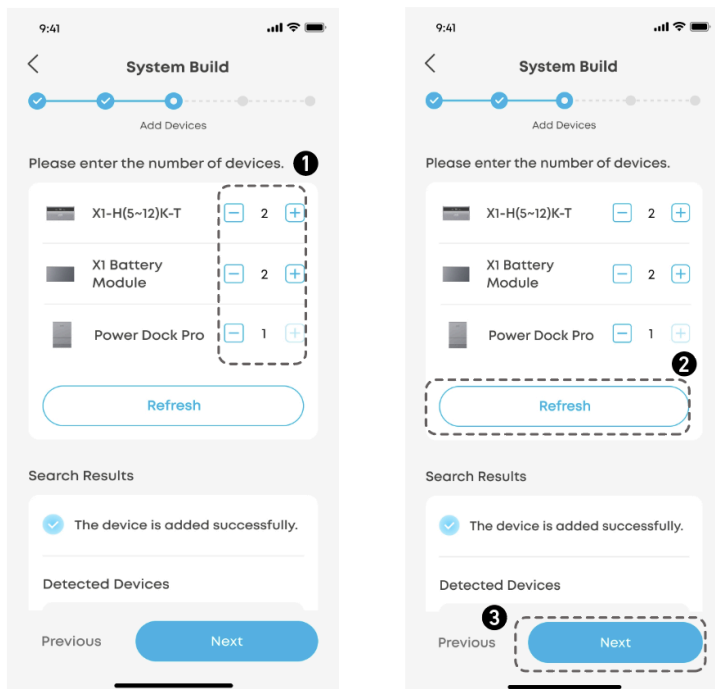 9:41
System Build
Add Devices
Please enter the number of devices. 1
X1-H(5~12)K-T − 2 +
X1 Battery
Module − 2 +
Power Dock Pro − 1 +
Refresh
Search Results
The device is added successfully.
Detected Devices
Previous Next
9:41
System Build
Add Devices
Please enter the number of devices.
X1-H(5~12)K-T − 2 +
X1 Battery
Module − 2 +
Power Dock Pro − 1 +
2
Refresh
Search Results
The device is added successfully.
Detected Devices
3
Previous Next